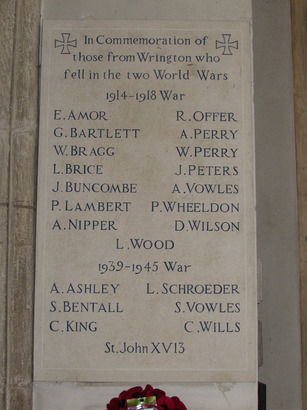 In Commemoration of
those from Wrington who
fell in the two World Wars
1914-1918 War
E. AMOR R. OFFER
G. BARTLETT A. PERRY
W. BRAGG W. PERRY
L. BRICE J. PETERS
J. BUNCOMBE A. VOWLES
P. LAMBERT P. WHEELDON
A. NIPPER D. WILSON
L. WOOD
1939-1945 War
A. ASHLEY L. SCHROEDER
S. BENTALL S. VOWLES
C. KING C. WILLS
St. John XV 13